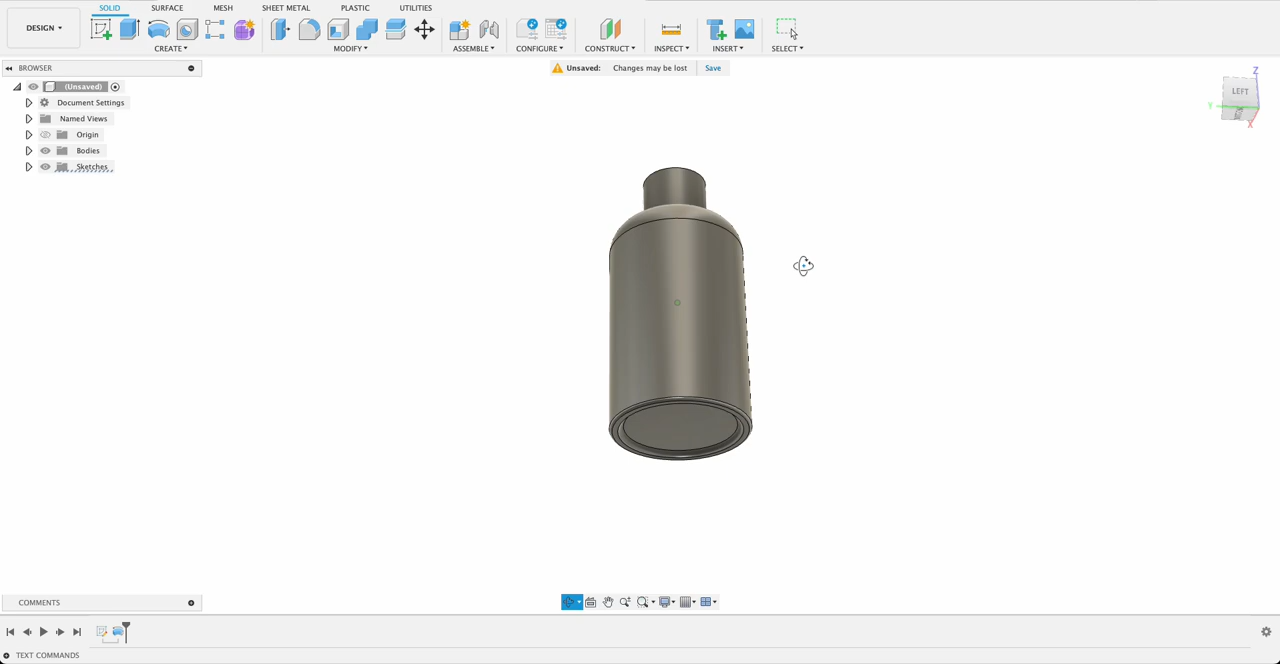 SOLID SURFACE MESH SHEET METAL PLASTIC UTILITIES
DESIGN
CREATE MODIFY ASSEMBLE CONFIGURE CONSTRUCT INSPECT INSERT SELECT
BROWSER
Unsaved: Changes may be lost Save
(Unsaved)
Document Settings
Named Views
Origin
Bodies
Sketches
Z
LEFT
Y
X
COMMENTS
TEXT COMMANDS